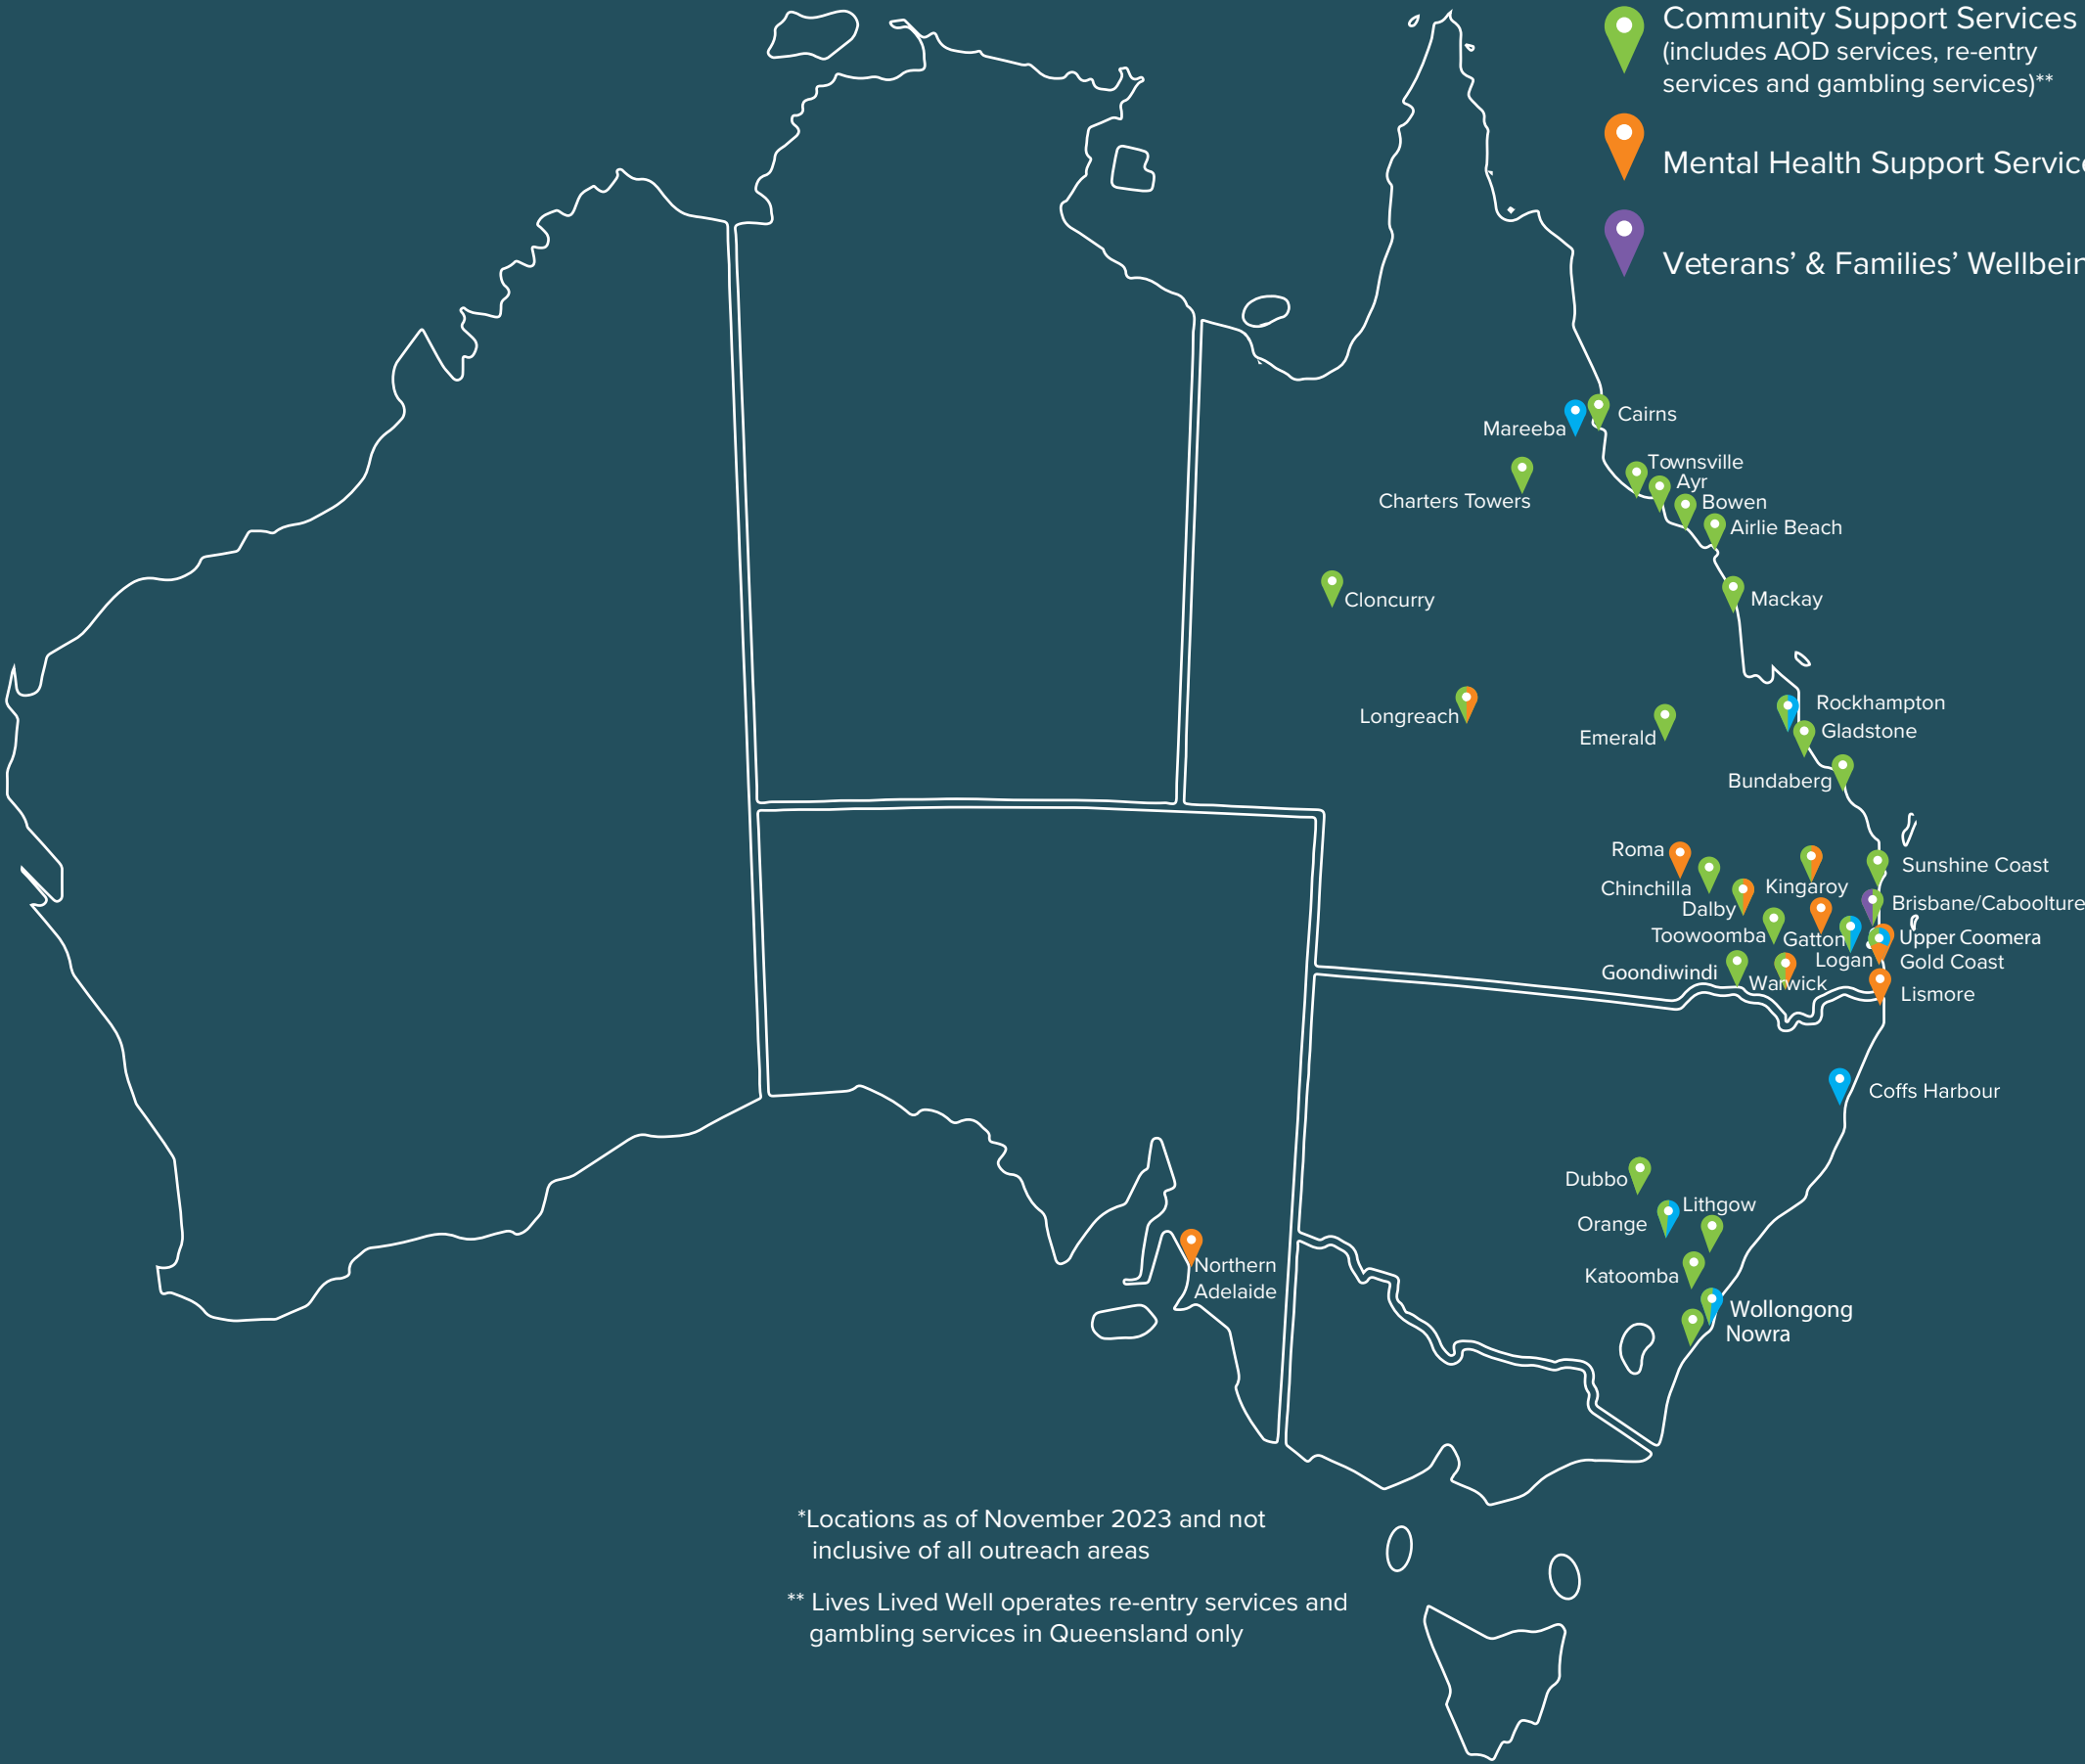 Community Support Services
(includes AOD services, re-entry
services and gambling services)**
Mental Health Support Servic
Veterans' & Families' Wellbein
Cairns
Mareeba
Townsville
Ayr
Charters Towers
Bowen
Airlie Beach
Cloncurry
Mackay
Rockhampton
Longreach
Gladstone
Emerald
Bundaberg
Roma
Sunshine Coast
Chinchilla
Kingaroy
Brisbane/Caboolture
Dalby
Toowoomba
Gatton
Upper Coomera
Logan
Gold Coast
Goondiwindi
Warwick
Lismore
Coffs Harbour
Dubbo
Lithgow
Orange
Katoomba
Northern
Adelaide
Wollongong
Nowra
*Locations as of November 2023 and not
inclusive of all outreach areas
** Lives Lived Well operates re-entry services and
gambling services in Queensland only